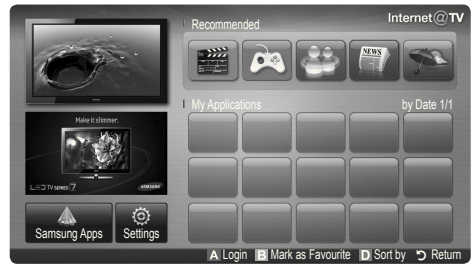 Internet@TV
Recommended
NEWS
My Applications by Date 1/1
Make it slimmer.
LED TV SERIES 7 SAMSUNG
Samsung Apps Settings
A Login B Mark as Favourite D Sort by Return